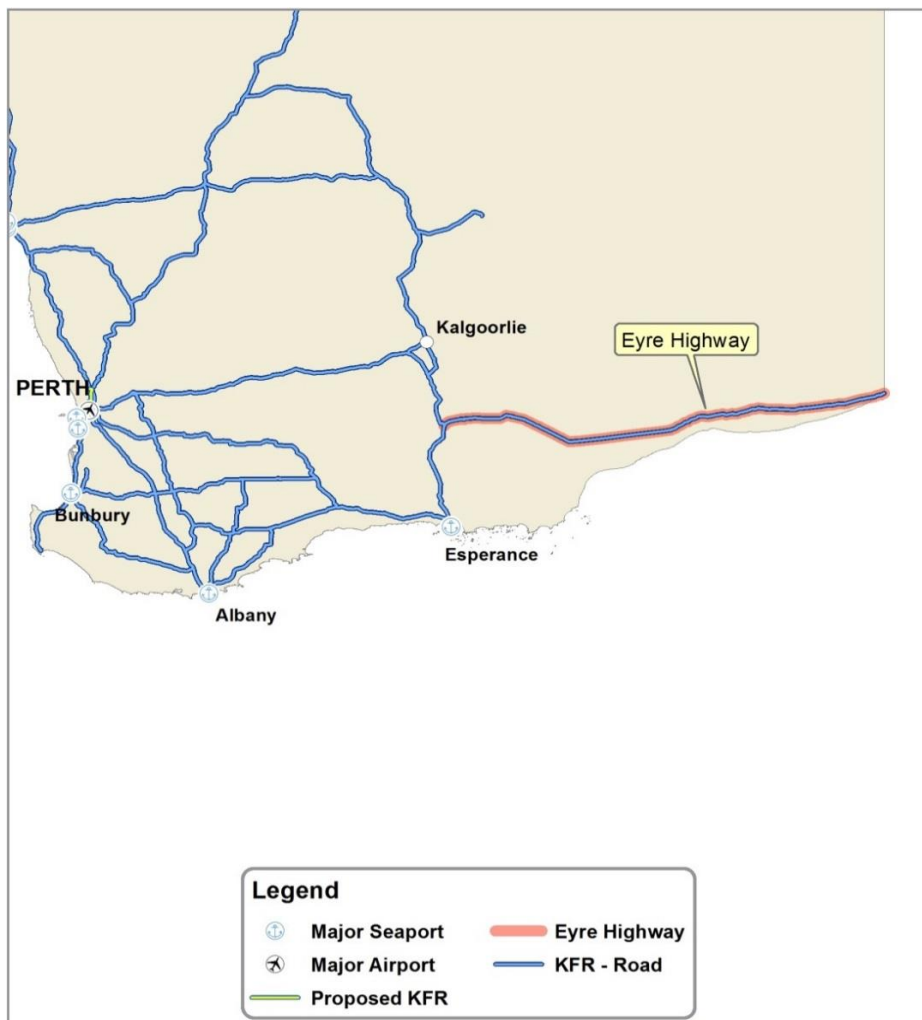 Kalgoorlie
Eyre Highway
PERTH
Bunbury
Esperance
Albany
Legend
Major Seaport
Eyre Highway
Major Airport
KFR - Road
Proposed KFR